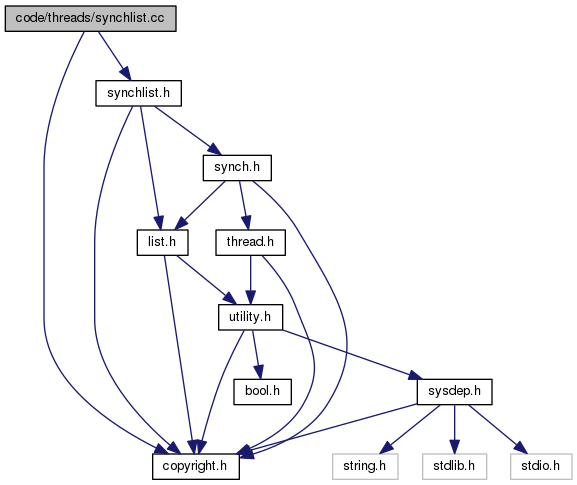 code/threads/synchlist.cc
synchlist.h
synch.h
list.h
thread.h
utility.h
bool.h
sysdep.h
copyright.h
string.h
stdlib.h
stdio.h